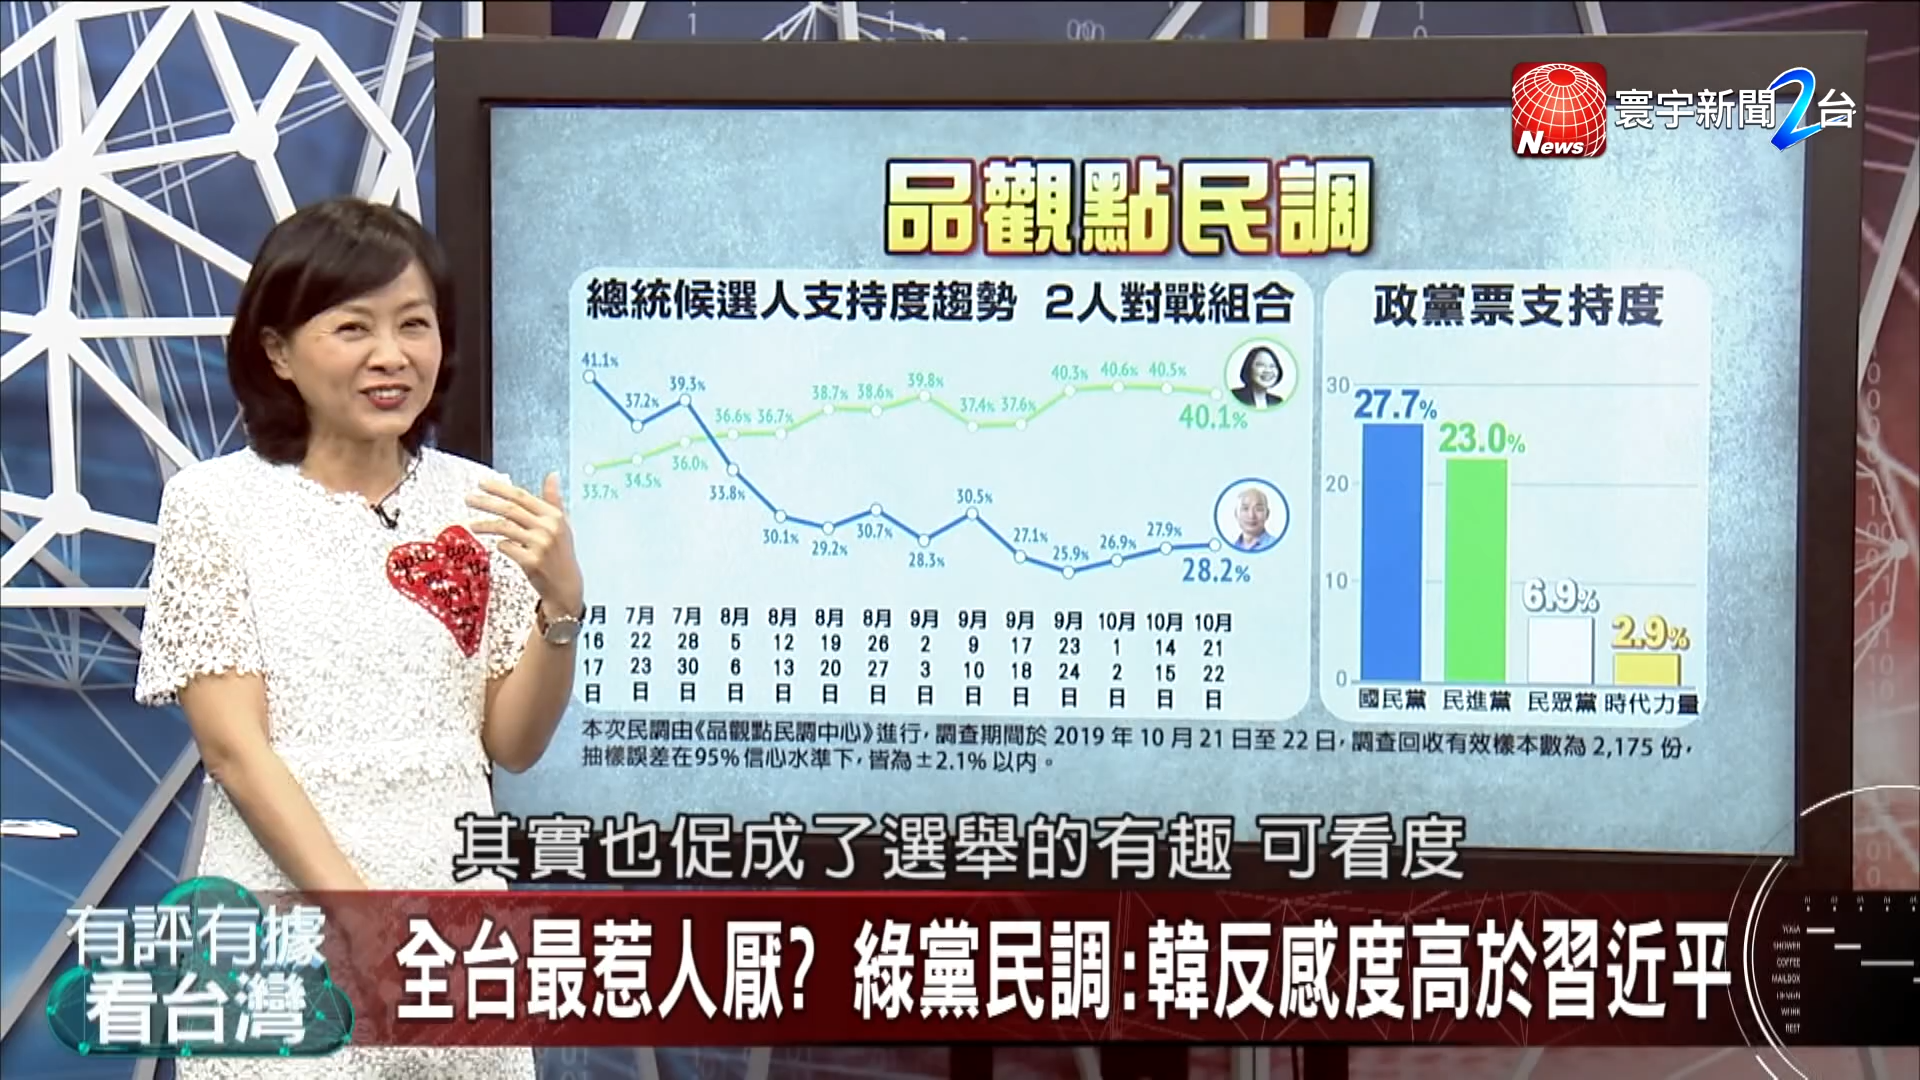 News 寰宇新聞2台
品觀點民調
總統候選人支持度趨勢 2人對戰組合
41.1% 37.2% 39.3% 33.8% 30.1% 29.2% 30.7% 28.3% 30.5% 27.1% 25.9% 26.9% 27.9% 28.2%
33.7% 34.5% 36.0% 36.6% 36.7% 38.7% 38.6% 39.8% 37.4% 37.6% 40.3% 40.6% 40.5% 40.1%
月 7月 7月 8月 8月 8月 8月 9月 9月 9月 9月 10月 10月 10月
16 22 28 5 12 19 26 2 9 17 23 1 14 21
17 23 30 6 13 20 27 3 10 18 24 2 15 22
日 日 日 日 日 日 日 日 日 日 日 日 日 日
政黨票支持度
30
20
10
0
27.7% 23.0% 6.9% 2.9%
國民黨 民進黨 民眾黨 時代力量
本次民調由《品觀點民調中心》進行，調查期間於 2019 年 10 月 21 日至 22 日，調查回收有效樣本數為 2,175 份，
抽樣誤差在95%信心水準下，皆為±2.1%以內。
其實也促成了選舉的有趣 可看度
有評有據
看台灣
全台最惹人厭? 綠黨民調:韓反感度高於習近平
YOGA
SHOWER
COFFEE
MAILBOX
DESIGN
WORK
REST